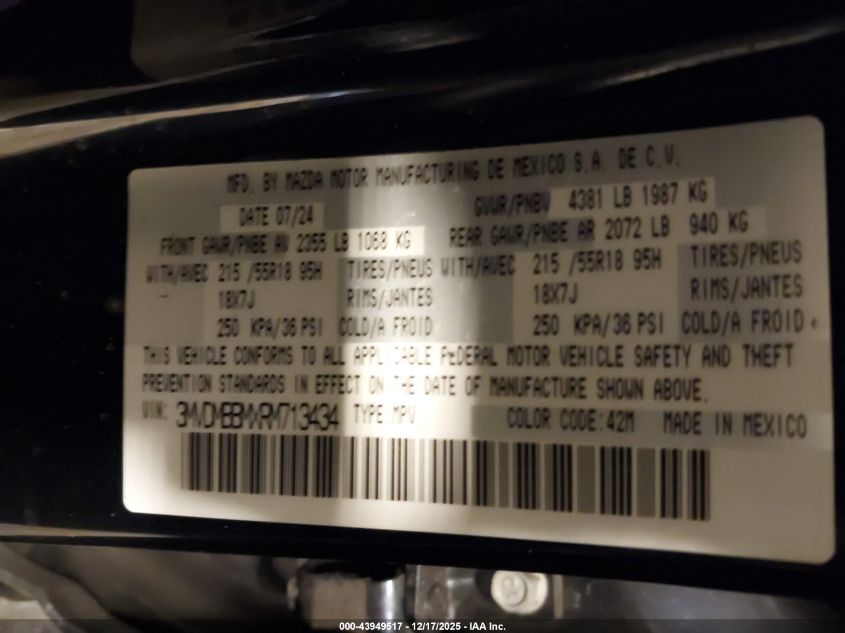 MFD. BY MAZDA MOTOR MANUFACTURING DE MEXICO S.A. DE C.V.
DATE 07/24 GVWR/PNBV 4381 LB 1987 KG
FRONT GAWR/PNBE AV 2355 LB 1068 KG REAR GAWR/PNBE AR 2072 LB 940 KG
WITH/AVEC 215 /55R18 95H TIRES/PNEUS WITH/AVEC 215 /55R18 95H TIRES/PNEUS
18X7J RIMS/JANTES 18X7J RIMS/JANTES
250 KPA/36 PSI COLD/A FROID 250 KPA/36 PSI COLD/A FROID
THIS VEHICLE CONFORMS TO ALL APPLICABLE FEDERAL MOTOR VEHICLE SAFETY AND THEFT
PREVENTION STANDARDS IN EFFECT ON THE DATE OF MANUFACTURE SHOWN ABOVE.
VIN: 3MVDMBBMXRM713434 TYPE:MPV COLOR CODE:42M MADE IN MEXICO
000-43949517 - 12/17/2025 - IAA Inc.